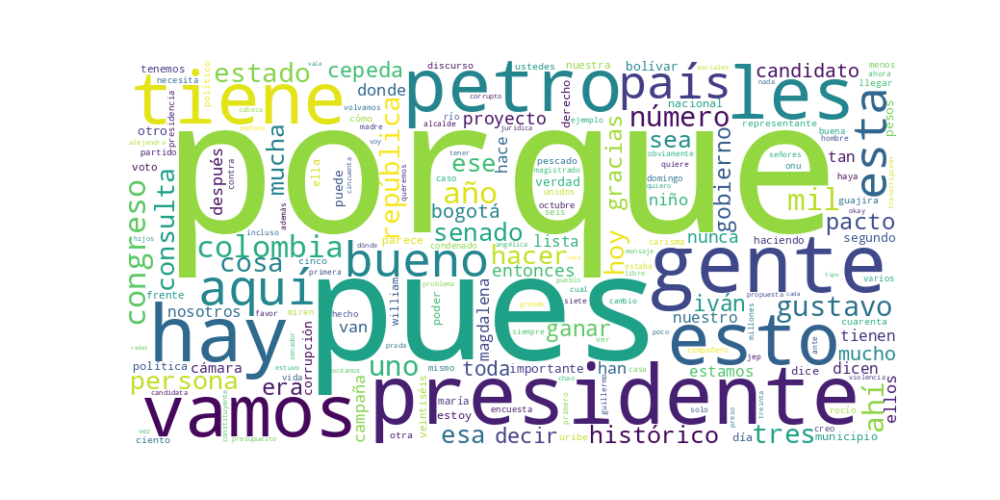 tenemos
necesita
estado
político
cepeda
donde
discurso
petro
ustedes
nuestra
bolívar
país
les
candidato
menos
ahora
llegar
tiene
cabeza
volvamos
cómo
república
corrupto
río
alcalde
proyecto
hace
ejemplo
derecho
nacional
número
representante
buena
hombre
esta
pesos
presidencia
otro
alejandra
partido
voto
mucha
madre
voy
porque
jurídica
gracias
sea
obviamente
quiere
señores
onu
tan
haya
congreso
consulta
después
contra
ella
puede
cincuenta
queremos
tener
ese
caso
pescado
magistrado
verdad
unidos
domingo
quiero
niño
gobierno
mil
guajira
okay
transcripción
año
octubre
seis
pacto
además
bogotá
senado
lista
hoy
nunca
carisma
haciendo
segundo
hijos
colombia
incluso
dónde
parece
condenado
angélica
hacer
entonces
mensaje
estaba
libre
gente
tipo
varios
cosa
cinco
primera
bueno
problema
pueblo
cual
siete
cambio
propuesta
cada
aquí
frente
nosotros
favor
miren
william
poder
pues
magdalena
grande
siempre
ver
ganar
iván
nuestro
millones
gustavo
cuarenta
hay
hecho
van
prada
poco
esto
ante
tienen
mucho
radas
estuvo
senador
océanos
uno
mismo
toda
importante
han
casa
compañero
estamos
jep
dice
dicen
violencia
política
cámara
corrupción
persona
era
vida
presidente
rocío
ellos
ahí
candidata
constituyente
vamos
campaña
maría
estoy
veintiséis
encuesta
chao
primero
guillermo
solo
preso
treinta
creo
vez
ciento
presupuesto
otra
esa
decir
uribe
histórico
día
tres
municipio
vale
nada
sociales